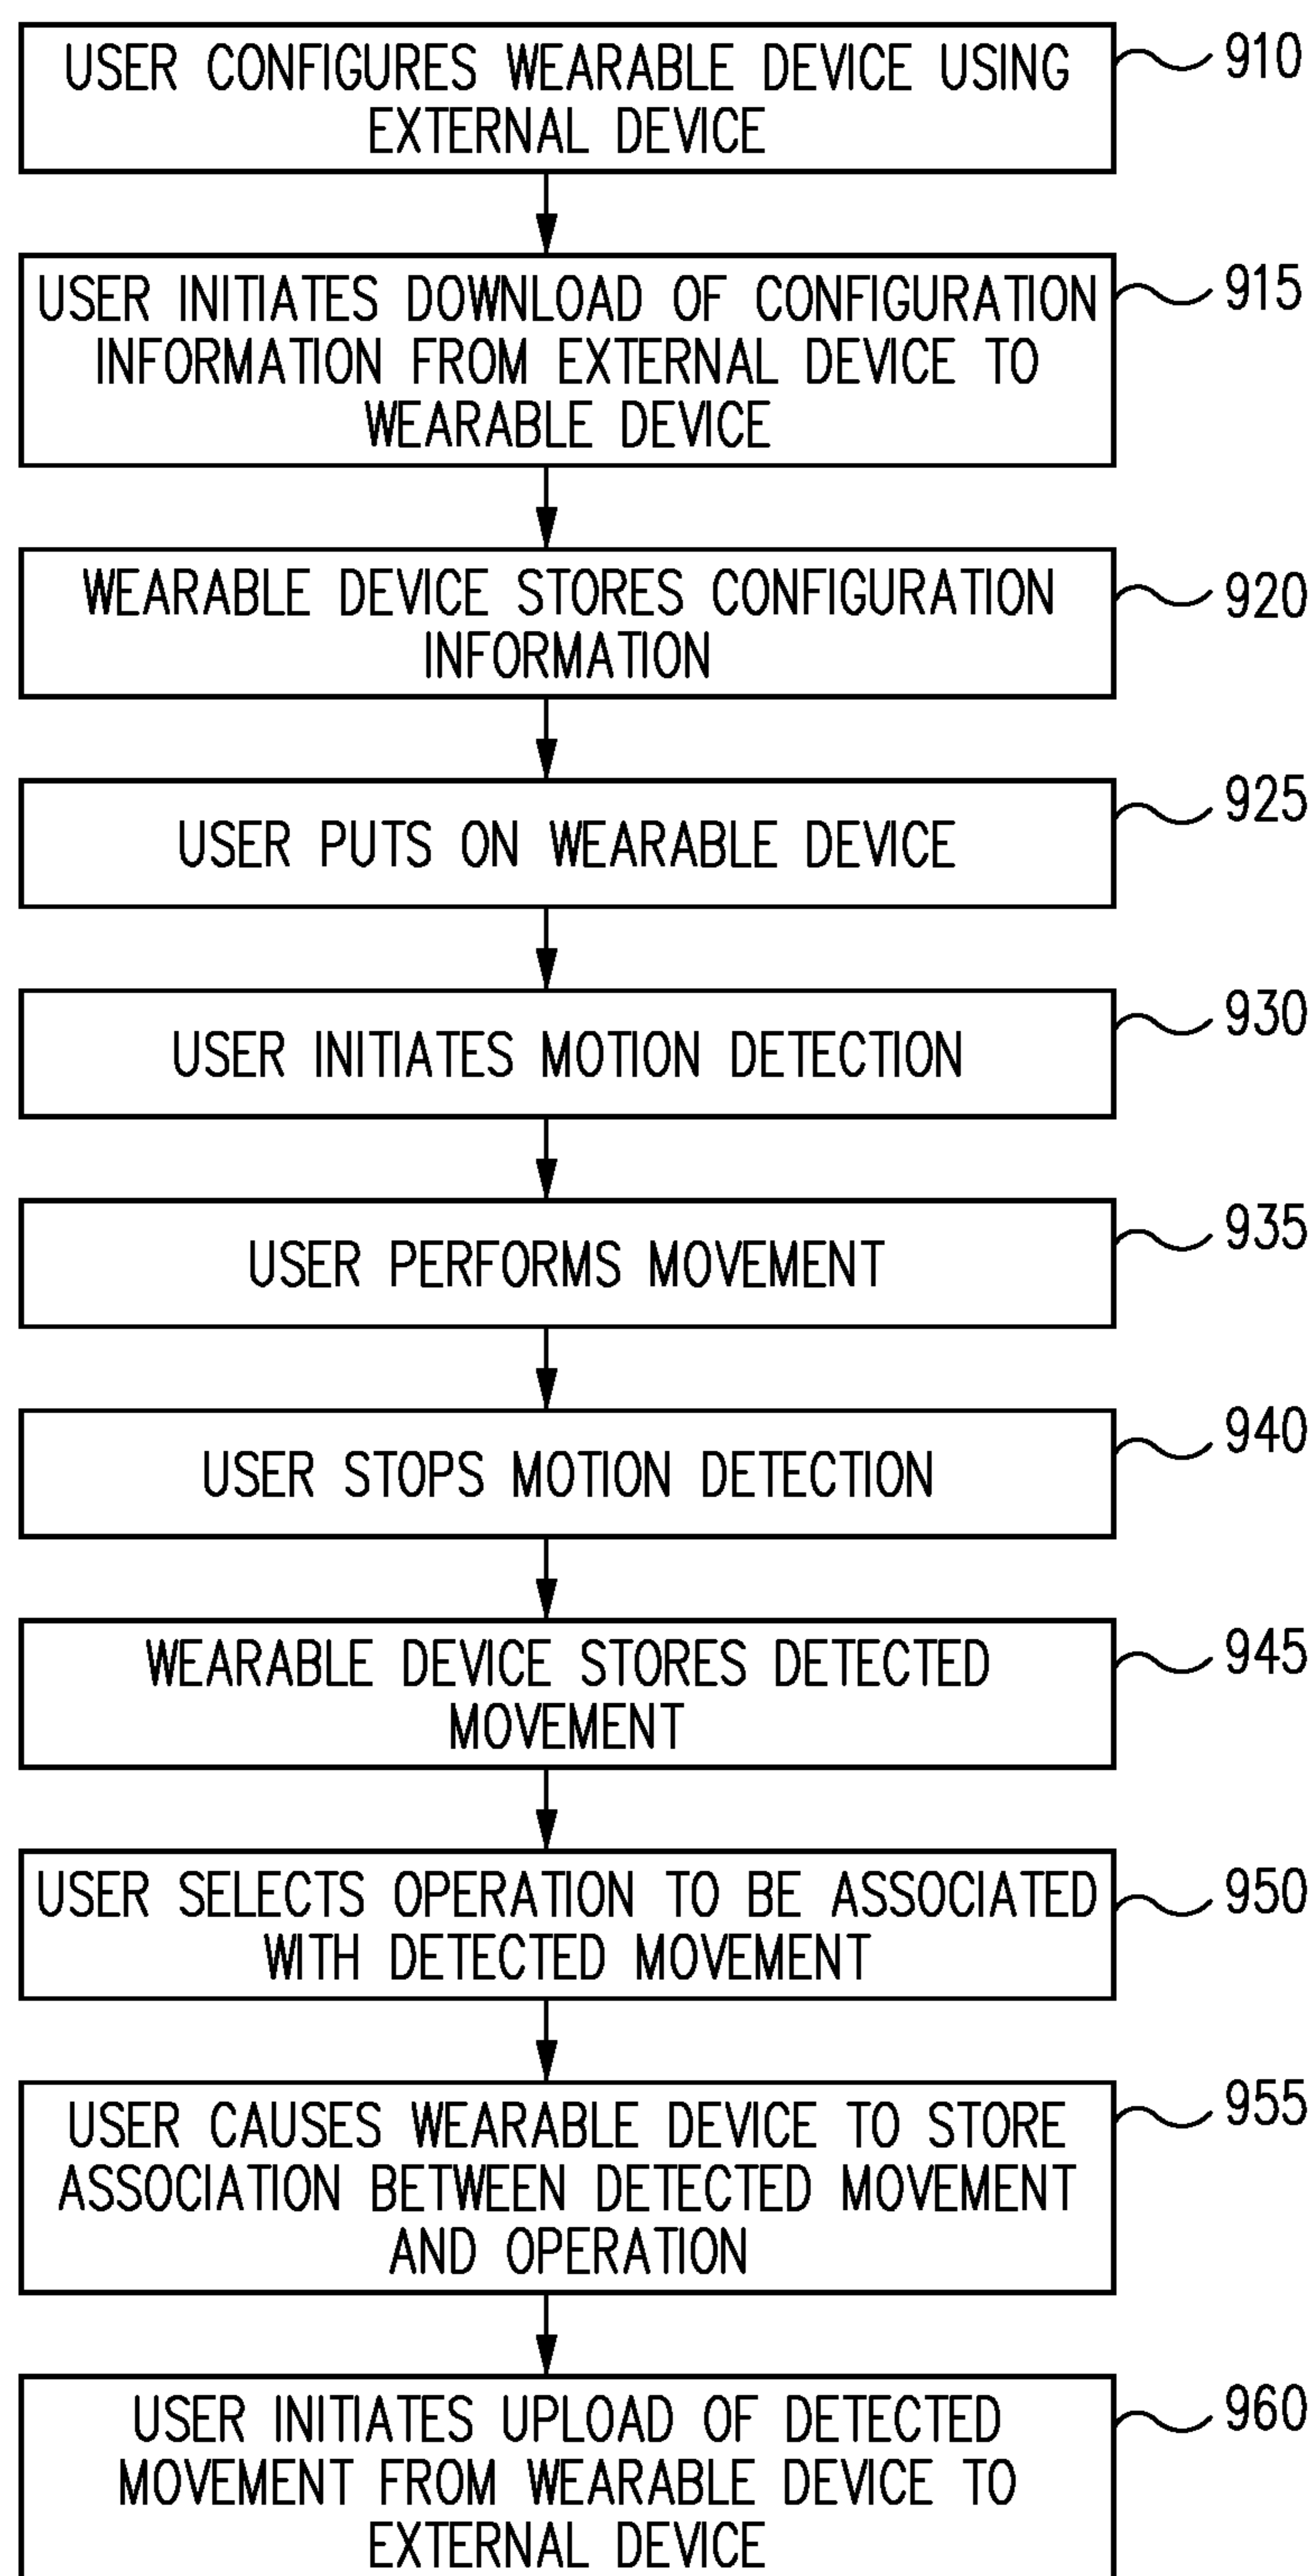 USER CONFIGURES WEARABLE DEVICE USING
EXTERNAL DEVICE
910
USER INITIATES DOWNLOAD OF CONFIGURATION
INFORMATION FROM EXTERNAL DEVICE TO
WEARABLE DEVICE
915
WEARABLE DEVICE STORES CONFIGURATION
INFORMATION
920
USER PUTS ON WEARABLE DEVICE
925
USER INITIATES MOTION DETECTION
930
USER PERFORMS MOVEMENT
935
USER STOPS MOTION DETECTION
940
WEARABLE DEVICE STORES DETECTED
MOVEMENT
945
USER SELECTS OPERATION TO BE ASSOCIATED
WITH DETECTED MOVEMENT
950
USER CAUSES WEARABLE DEVICE TO STORE
ASSOCIATION BETWEEN DETECTED MOVEMENT
AND OPERATION
955
USER INITIATES UPLOAD OF DETECTED
MOVEMENT FROM WEARABLE DEVICE TO
EXTERNAL DEVICE
960